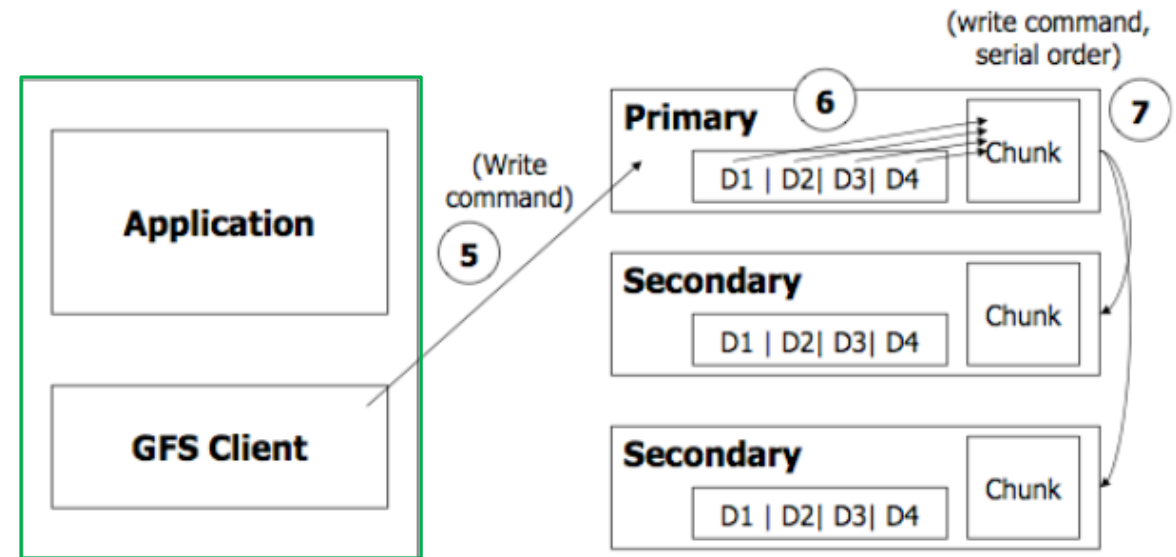 (write command,
serial order)
Primary
6
7
D1 | D2| D3| D4
Chunk
Application
(Write
command)
5
Secondary
D1 | D2| D3| D4
Chunk
GFS Client
Secondary
D1 | D2| D3| D4
Chunk